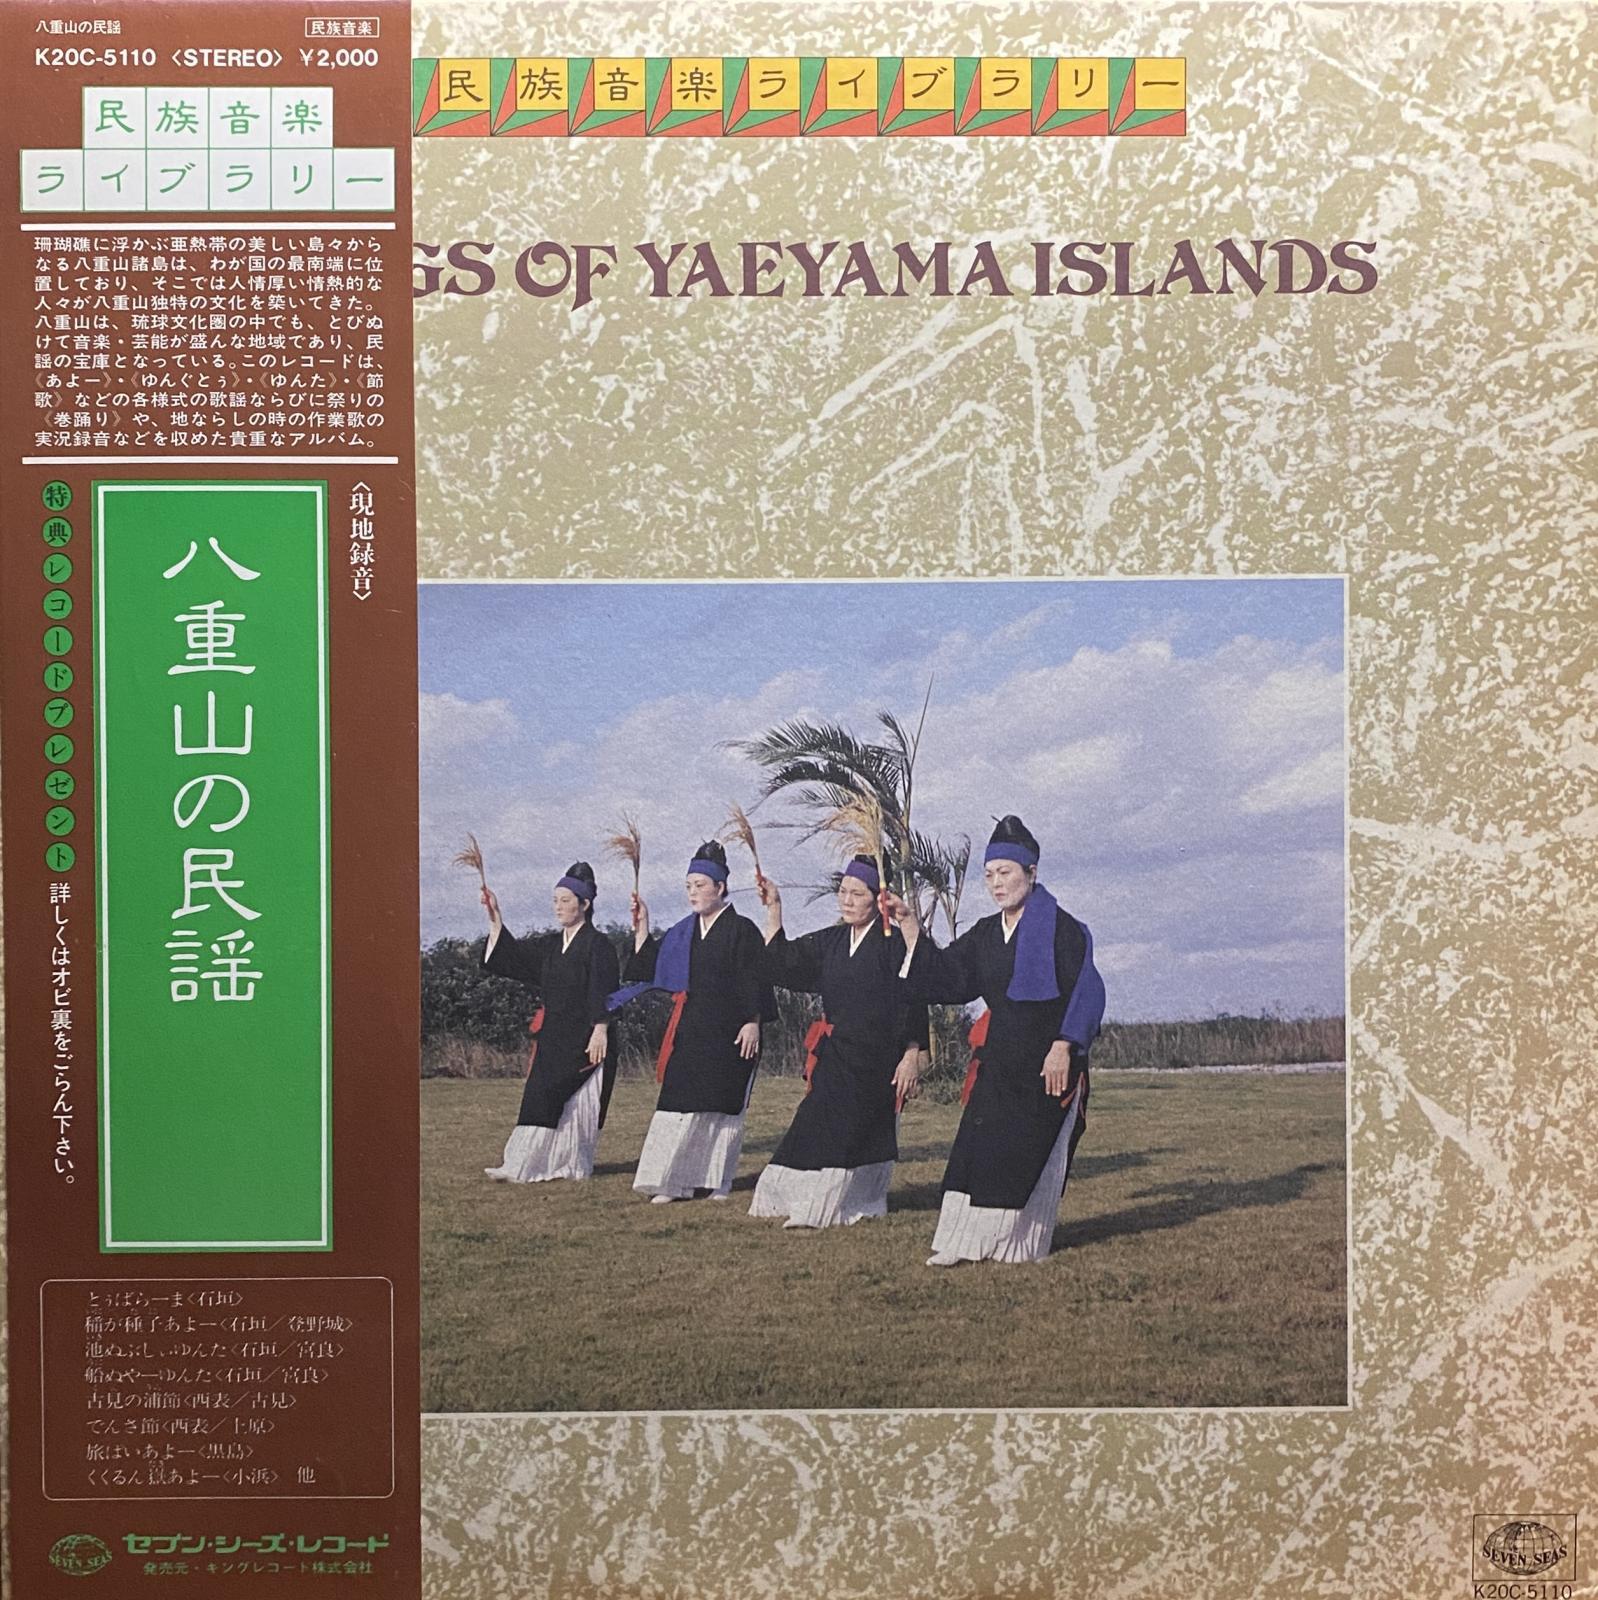 八重山の民謡
民族音楽
K20C-5110 〈STEREO〉 ¥2,000
民族音楽
ライブラリー
珊瑚礁に浮かぶ亜熱帯の美しい島々から
なる八重山諸島は、わが国の最南端に位
置しており、そこでは人情厚い情熱的な
人々が八重山独特の文化を築いてきた。
八重山は、琉球文化圏の中でも、とびぬ
けて音楽・芸能が盛んな地域であり、民
謡の宝庫となっている。このレコードは、
《あよー》・《ゆんぐとぅ》・《ゆんた》・《節
歌》などの各様式の歌謡ならびに祭りの
《巻踊り》や、地ならしの時の作業歌の
実況録音などを収めた貴重なアルバム。
〈現地録音〉
八重山の民謡
特典レコードプレゼント 詳しくはオビ裏をごらん下さい。
とぅばらーま〈石垣〉
稲が種子あよー〈石垣／登野城〉
池ぬぶしぃゆんた〈石垣／宮良〉
船ぬやーゆんた〈石垣／宮良〉
古見の浦節〈西表／古見〉
でんさ節〈西表／上原〉
旅ぱいあよー〈黒島〉
くくるん嶽あよー〈小浜〉 他
SEVEN SEAS
セブン・シーズ・レコード
発売元・キングレコード株式会社
民族音楽ライブラリー
GS OF YAEYAMA ISLANDS
SEVEN SEAS
K20C-5110